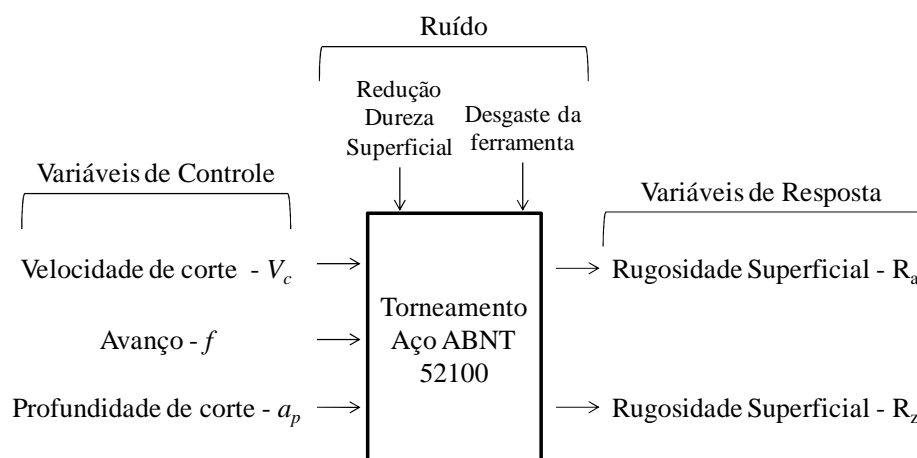 Ruído
Redução
Dureza
Superficial
Desgaste da
ferramenta
Variáveis de Controle
Variáveis de Resposta
Velocidade de corte - Vc
Avanço - f
Profundidade de corte - ap
Torneamento
Aço ABNT
52100
Rugosidade Superficial - Ra
Rugosidade Superficial - Rz